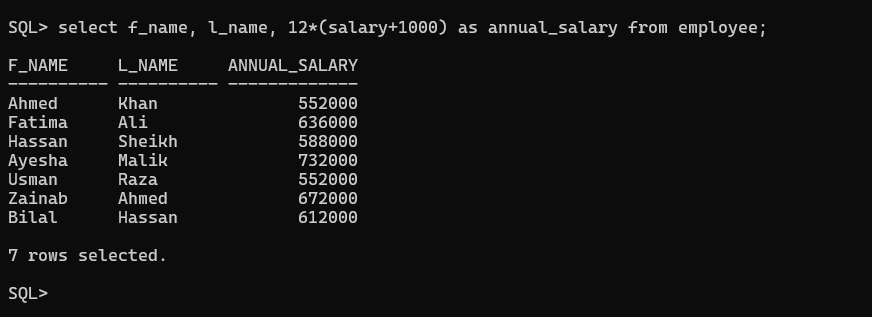 SQL> select f_name, l_name, 12*(salary+1000) as annual_salary from employee;
F_NAME     L_NAME     ANNUAL_SALARY
---------- ---------- -------------
Ahmed      Khan              552000
Fatima     Ali               636000
Hassan     Sheikh            588000
Ayesha     Malik             732000
Usman      Raza              552000
Zainab     Ahmed             672000
Bilal      Hassan            612000
7 rows selected.
SQL>